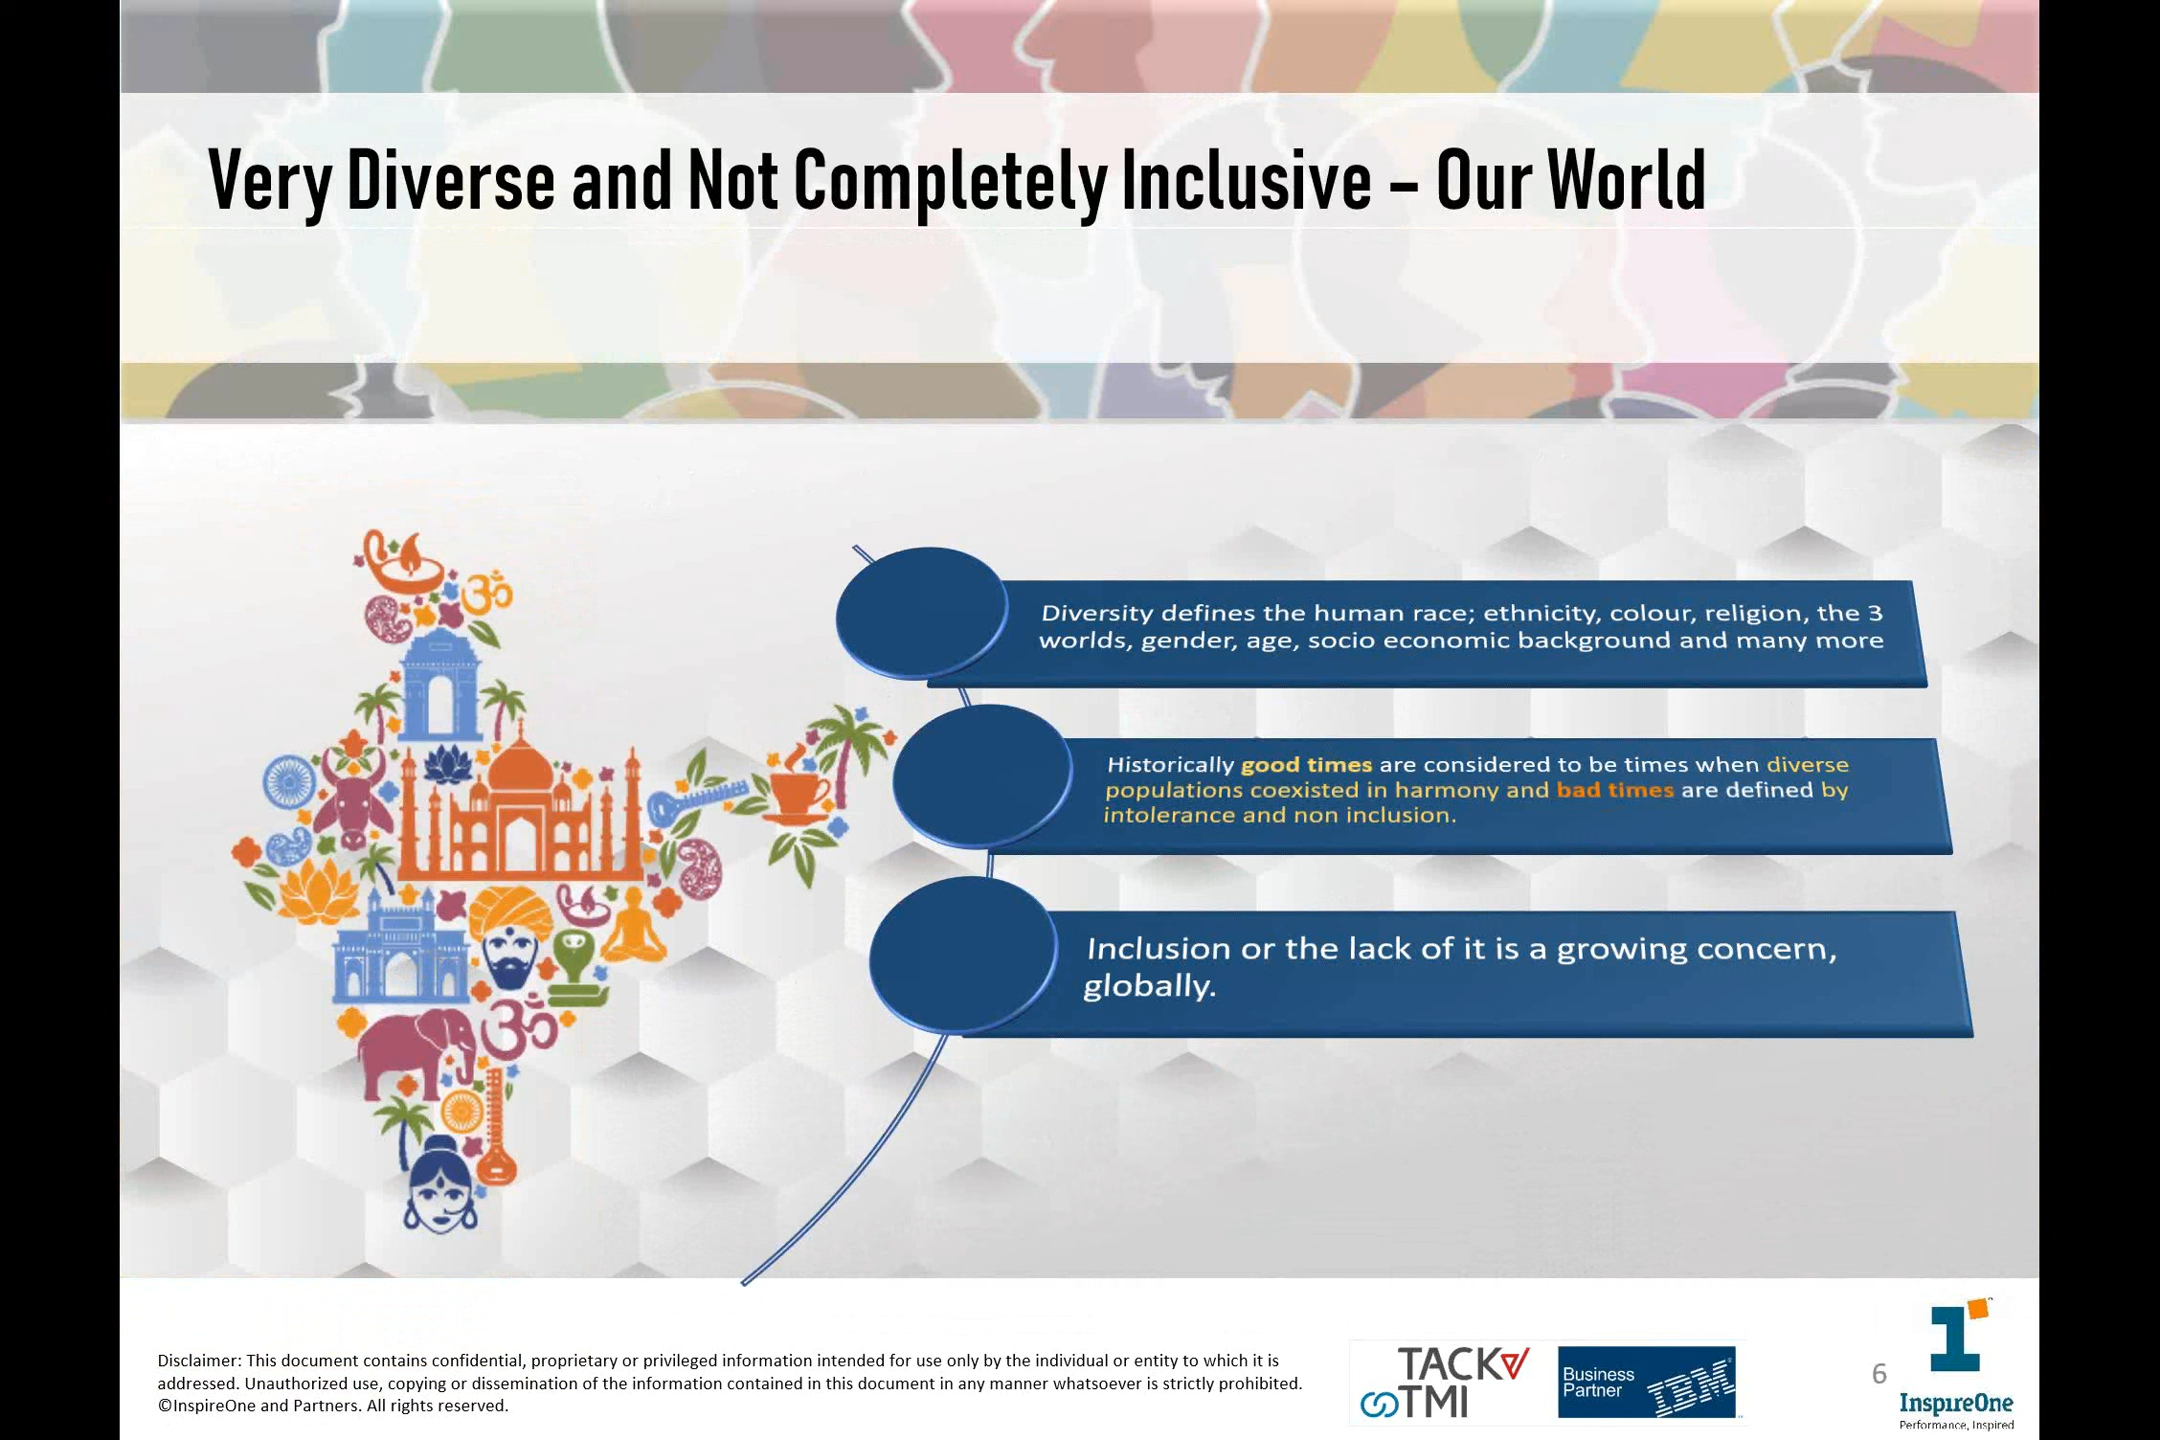 Very Diverse and Not Completely Inclusive – Our World
Diversity defines the human race; ethnicity, colour, religion, the 3
worlds, gender, age, socio economic background and many more
Historically good times are considered to be times when diverse
populations coexisted in harmony and bad times are defined by
intolerance and non inclusion.
Inclusion or the lack of it is a growing concern,
globally.
ॐ
ॐ
Disclaimer: This document contains confidential, proprietary or privileged information intended for use only by the individual or entity to which it is
addressed. Unauthorized use, copying or dissemination of the information contained in this document in any manner whatsoever is strictly prohibited.
©InspireOne and Partners. All rights reserved.
TACK
TMI
Business
Partner
IBM
6
InspıreOne
Performance, Inspired